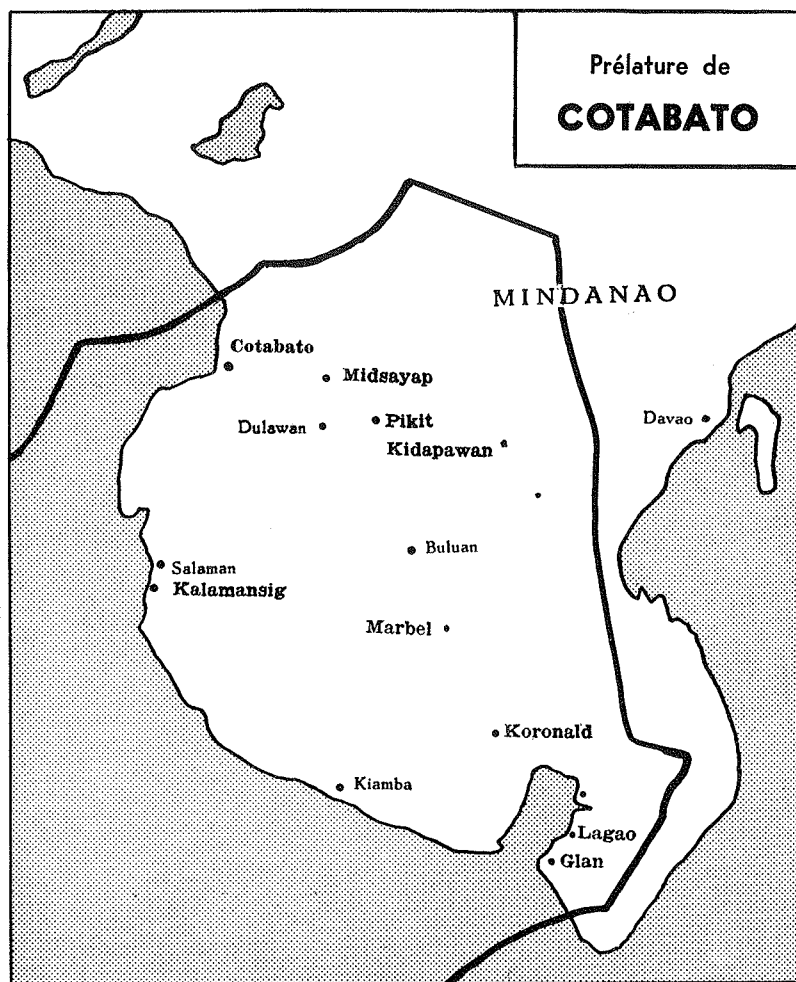 Prélature de
COTABATO
MINDANAO
Cotabato
Midsayap
Dulawan
Pikit
Kidapawan
Davao
Buluan
Salaman
Kalamansig
Marbel
Koronald
Kiamba
Lagao
Glan